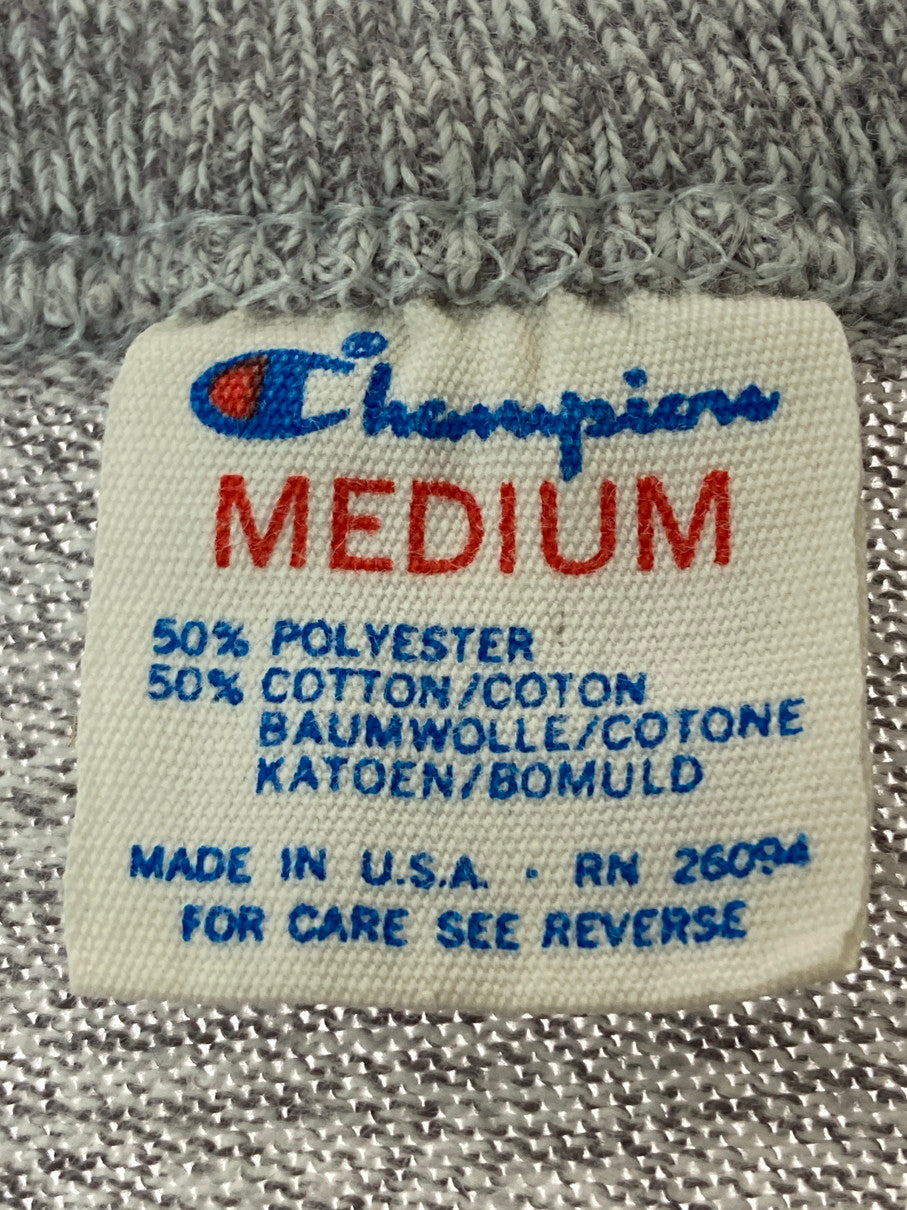 Champion®
MEDIUM
50% POLYESTER
50% COTTON/COTON
BAUMWOLLE/COTONE
KATOEN/BOMULD
MADE IN U.S.A. · RN 26094
FOR CARE SEE REVERSE